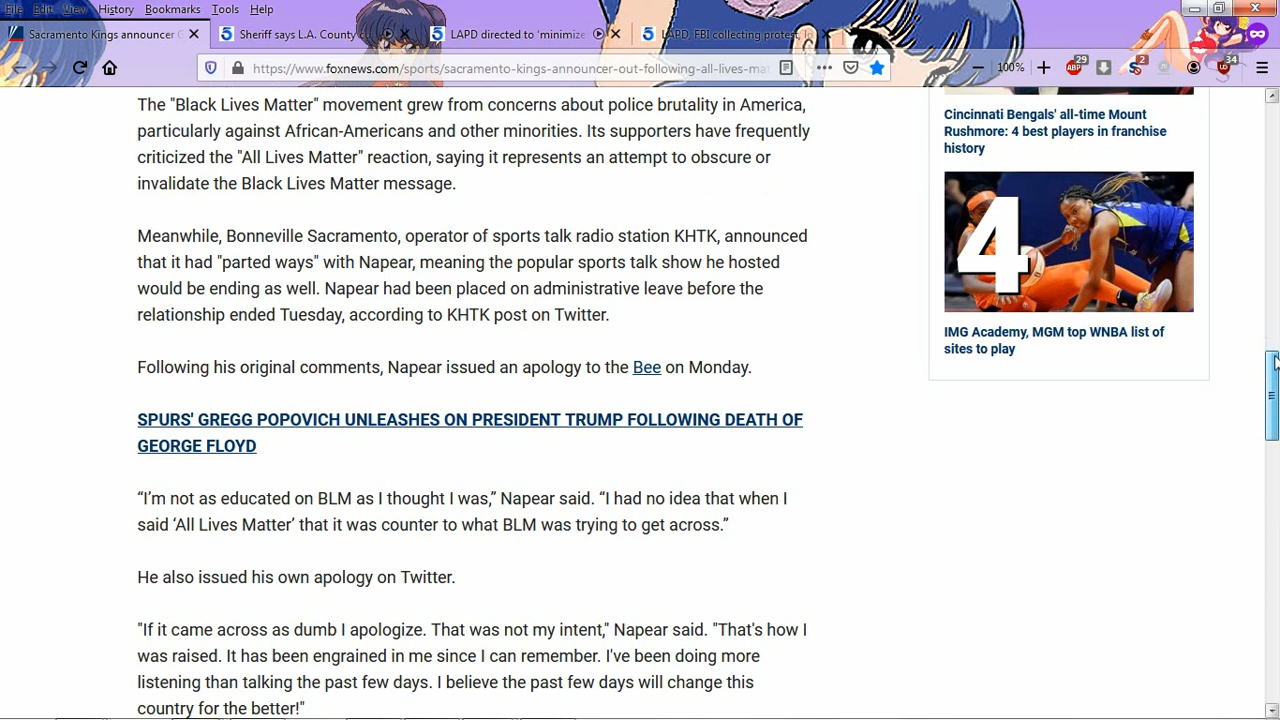 File Edit View History Bookmarks Tools Help
Sacramento Kings announcer
Sheriff says L.A. County
LAPD directed to
LAPD, FBI collecting protest,
https://www.foxnews.com/sports/sacramento-kings-announcer-out-following-all-lives-mat
100%
ABP
29
2
34
The "Black Lives Matter" movement grew from concerns about police brutality in America,
particularly against African-Americans and other minorities. Its supporters have frequently
criticized the "All Lives Matter" reaction, saying it represents an attempt to obscure or
invalidate the Black Lives Matter message.
Meanwhile, Bonneville Sacramento, operator of sports talk radio station KHTK, announced
that it had "parted ways" with Napear, meaning the popular sports talk show he hosted
would be ending as well. Napear had been placed on administrative leave before the
relationship ended Tuesday, according to KHTK post on Twitter.
Following his original comments, Napear issued an apology to the Bee on Monday.
SPURS' GREGG POPOVICH UNLEASHES ON PRESIDENT TRUMP FOLLOWING DEATH OF
GEORGE FLOYD
“I’m not as educated on BLM as I thought I was,” Napear said. “I had no idea that when I
said ‘All Lives Matter’ that it was counter to what BLM was trying to get across.”
He also issued his own apology on Twitter.
"If it came across as dumb I apologize. That was not my intent," Napear said. "That's how I
was raised. It has been engrained in me since I can remember. I've been doing more
listening than talking the past few days. I believe the past few days will change this
country for the better!"
Cincinnati Bengals' all-time Mount
Rushmore: 4 best players in franchise
history
4
IMG Academy, MGM top WNBA list of
sites to play